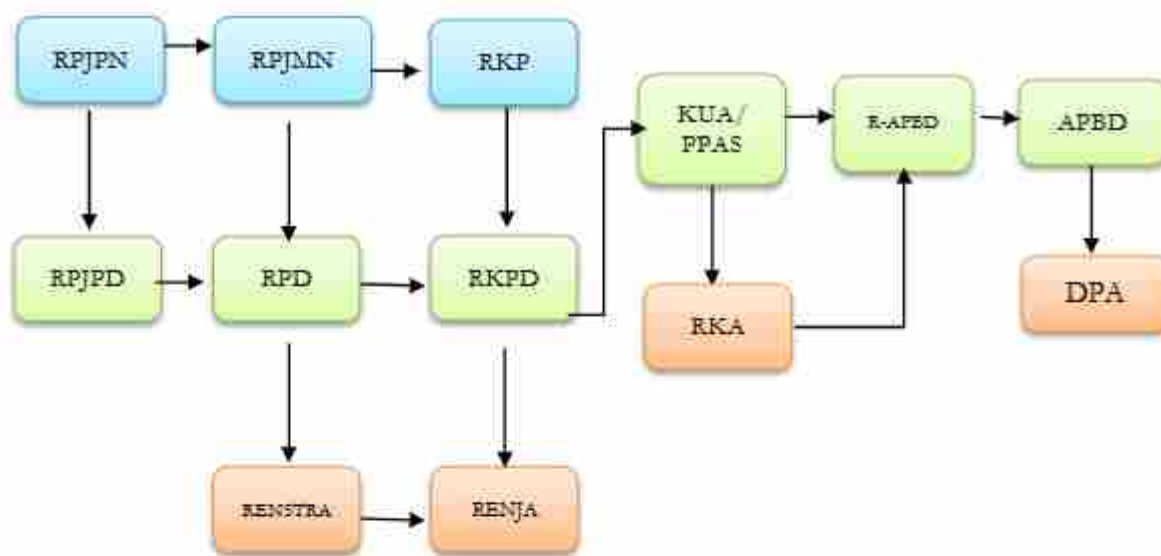 RPJPN
RPJMN
RKP
KUA/
PPAS
R-APBD
APBD
RPJPD
RPD
RKPD
RKA
DPA
RENSTRA
RENJA